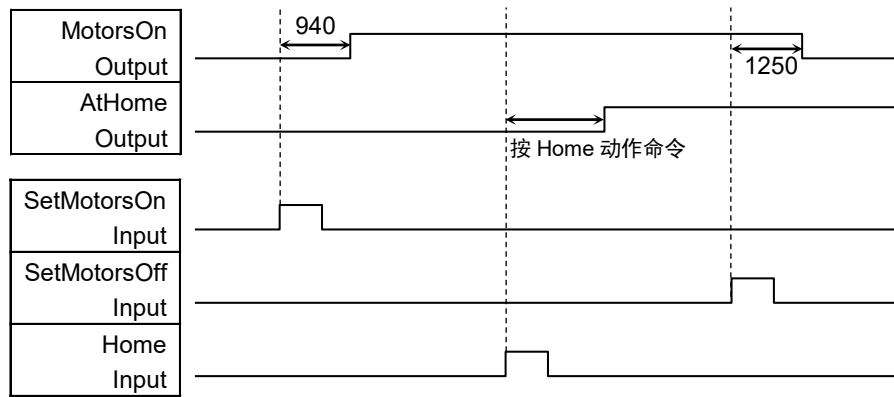 MotorsOn
Output
940
1250
AtHome
Output
按 Home 动作命令
SetMotorsOn
Input
SetMotorsOff
Input
Home
Input